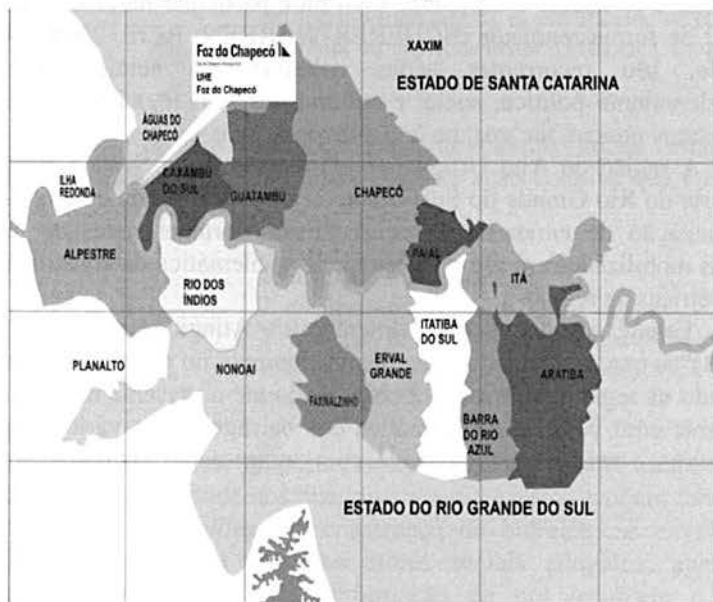 XAXIM
Foz do Chapecó
UHE
Foz do Chapecó
ESTADO DE SANTA CATARINA
ÁGUAS DO
CHAPECÓ
ILHA
REDONDA
CAXAMBÚ
DO SUL
GUATAMBÚ
CHAPECÓ
ALPESTRE
PAIAL
ITÁ
RIO DOS
ÍNDIOS
ITATIBA
DO SUL
PLANALTO
NONOAI
ERVAL
GRANDE
ARATIBA
FAXINALZINHO
BARRA
DO RIO
AZUL
ESTADO DO RIO GRANDE DO SUL